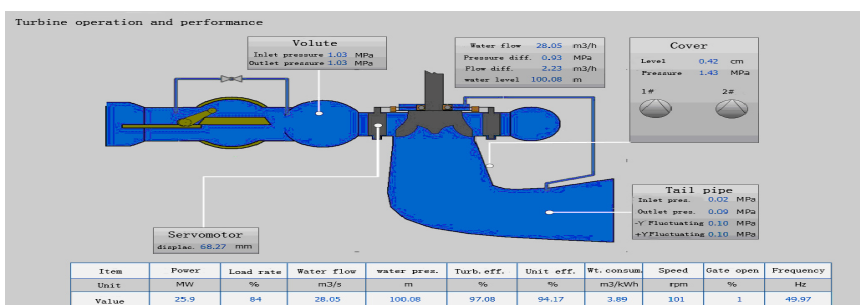 Turbine operation and performance
Volute
Inlet pressure 1.03 MPa
Outlet pressure 1.03 MPa
Water flow 28.05 m3/h
Pressure diff. 0.93 MPa
Flow diff. 2.23 m3/h
water level 100.08 m
Cover
Level 0.42 cm
Pressure 1.43 MPa
1# 2#
Tail pipe
Inlet pres. 0.02 MPa
Outlet pres. 0.09 MPa
-Y Fluctuating 0.10 MPa
+YFluctuating 0.10 MPa
Servomotor
displac. 68.27 mm
Item Power Load rate Water flow water pres. Turb.eff. Unit eff. Wt.consum. Speed Gate open Frequency
Unit MW % m3/s m % % m3/kWh rpm % Hz
Value 25.9 84 28.05 100.08 97.08 94.17 3.89 101 1 49.97